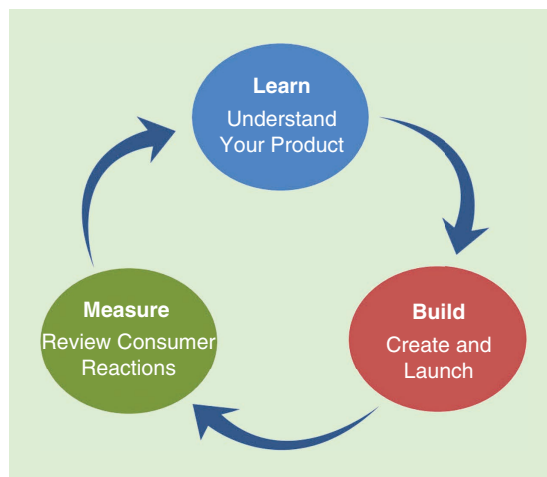 Learn
Understand
Your Product
Build
Create and
Launch
Measure
Review Consumer
Reactions